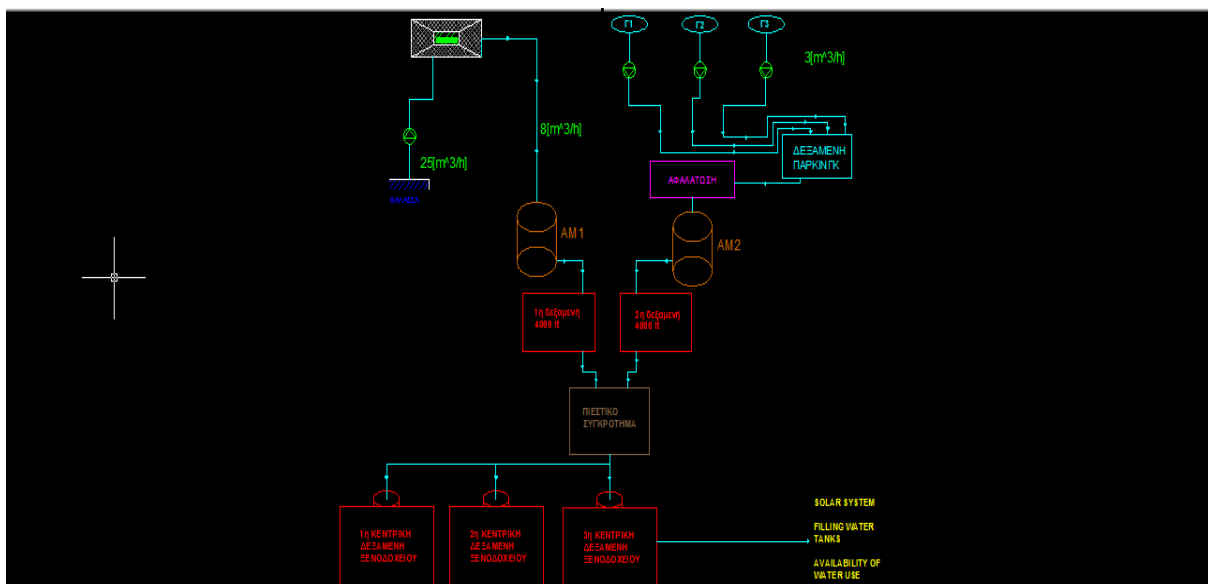 Γ1
Γ2
Γ3
3[m^3/h]
8[m^3/h]
25[m^3/h]
ΘΑΛΑΣΣΑ
ΔΕΞΑΜΕΝΗ
ΠΑΡΚΙΝΓΚ
ΑΦΑΛΑΤΩΣΗ
AM1
AM2
1η δεξαμενή
4000 lt
2η δεξαμενή
4000 lt
ΠΙΕΣΤΙΚΟ
ΣΥΓΚΡΟΤΗΜΑ
1η ΚΕΝΤΡΙΚΗ
ΔΕΞΑΜΕΝΗ
ΞΕΝΟΔΟΧΕΙΟΥ
2η ΚΕΝΤΡΙΚΗ
ΔΕΞΑΜΕΝΗ
ΞΕΝΟΔΟΧΕΙΟΥ
3η ΚΕΝΤΡΙΚΗ
ΔΕΞΑΜΕΝΗ
ΞΕΝΟΔΟΧΕΙΟΥ
SOLAR SYSTEM
FILLING WATER
TANKS
AVAILABILITY OF
WATER USE